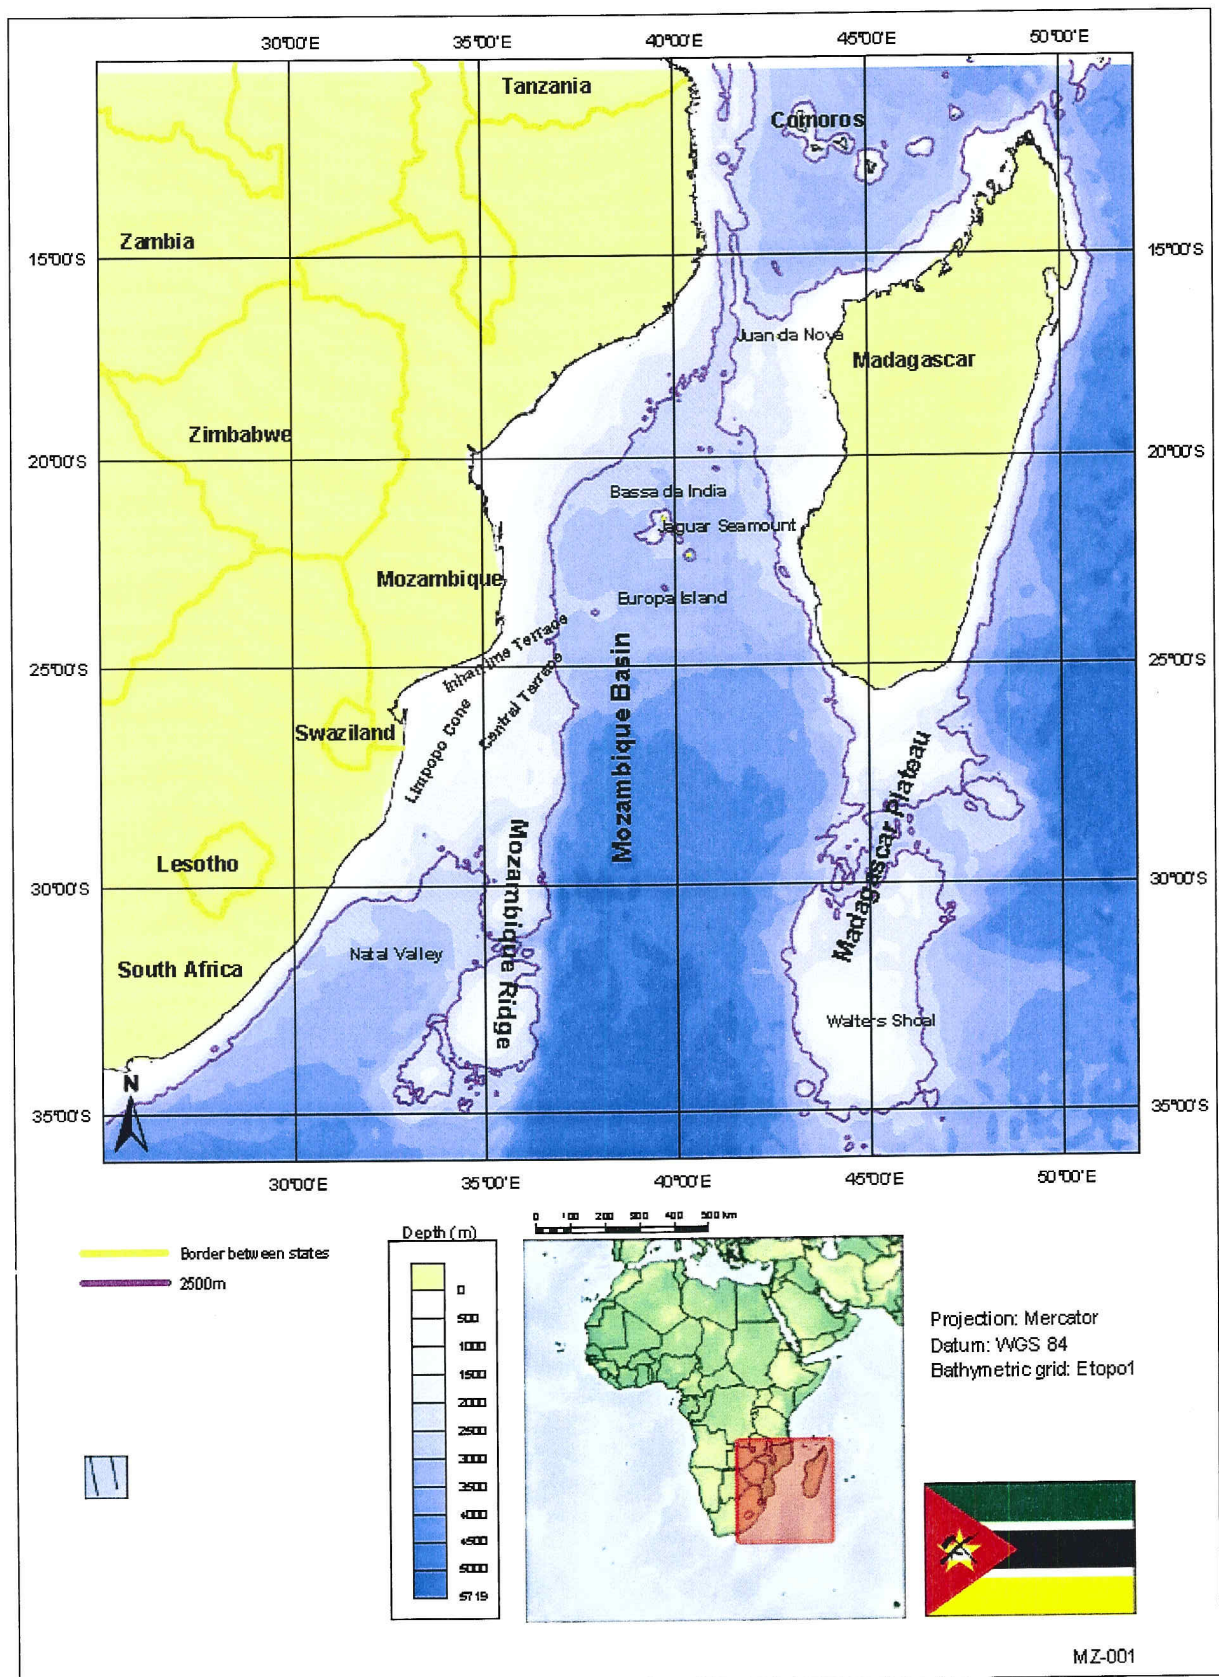 30°00'E 35°00'E 40°00'E 45°00'E 50°00'E
Tanzania
Comoros
Zambia
15°00'S 15°00'S
Juan da Nova
Madagascar
Zimbabwe
20°00'S 20°00'S
Bassa da India
Jaguar Seamount
Mozambique
Europa Island
Inharrime Terrace
25°00'S 25°00'S
Central Terrace
Limpopo Cone
Mozambique Basin
Swaziland
Madagascar Plateau
Lesotho
Mozambique Ridge
30°00'S 30°00'S
Natal Valley
South Africa
Walters Shoal
N
35°00'S 35°00'S
30°00'E 35°00'E 40°00'E 45°00'E 50°00'E
0 100 200 300 400 500 km
Depth (m)
Border between states
2500m
0
500
1000
1500
2000
2500
3000
3500
4000
4500
5000
5719
Projection: Mercator
Datum: WGS 84
Bathymetric grid: Etopo1
MZ-001